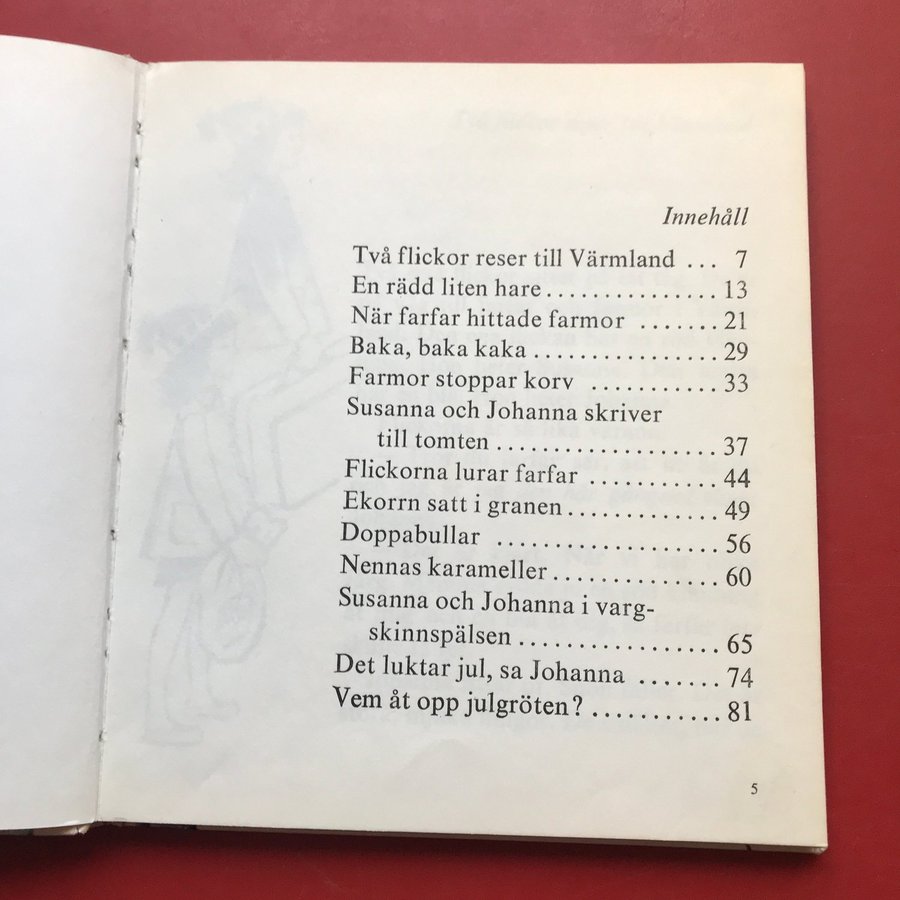 Innehåll
Två flickor reser till Värmland ... 7
En rädd liten hare ................ 13
När farfar hittade farmor ....... 21
Baka, baka kaka ................. 29
Farmor stoppar korv ............ 33
Susanna och Johanna skriver
till tomten .................... 37
Flickorna lurar farfar ............ 44
Ekorrn satt i granen ............. 49
Doppabullar .................... 56
Nennas karameller ............... 60
Susanna och Johanna i varg-
skinnspälsen .................. 65
Det luktar jul, sa Johanna ....... 74
Vem åt opp julgröten? ........... 81
5